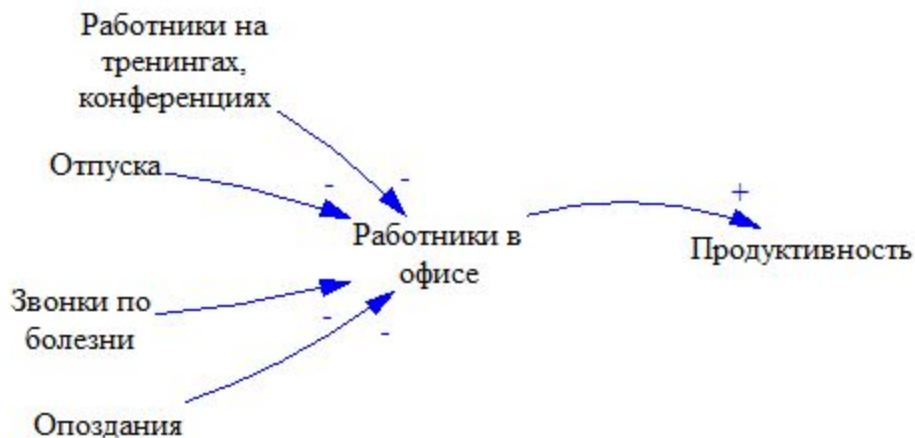 Работники на
тренингах,
конференциях
Отпуска
-
-
+
Работники в
офисе
Продуктивность
Звонки по
болезни
-
-
Опоздания